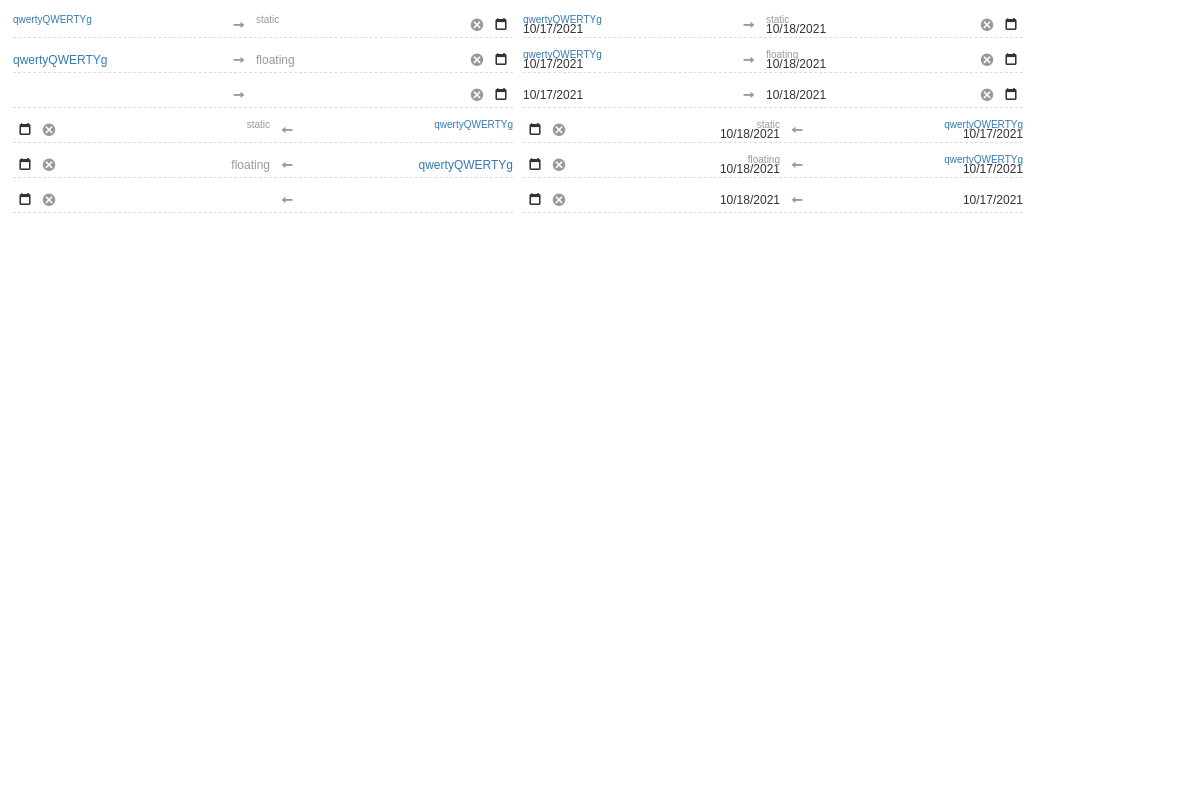 qwertyQWERTYg static qwertyQWERTYg static
10/17/2021 10/18/2021
qwertyQWERTYg floating qwertyQWERTYg floating
10/17/2021 10/18/2021
10/17/2021 10/18/2021
static qwertyQWERTYg static qwertyQWERTYg
10/18/2021 10/17/2021
floating qwertyQWERTYg floating qwertyQWERTYg
10/18/2021 10/17/2021
10/18/2021 10/17/2021